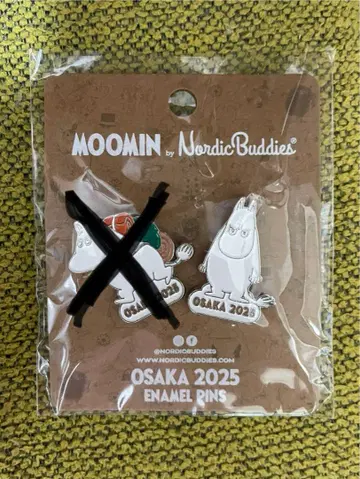 MOOMIN by NordicBuddies®
OSAKA 2025
OSAKA 2025
@NORDICBUDDIES
WWW.NORDICBUDDIES.COM
OSAKA 2025
ENAMEL PINS